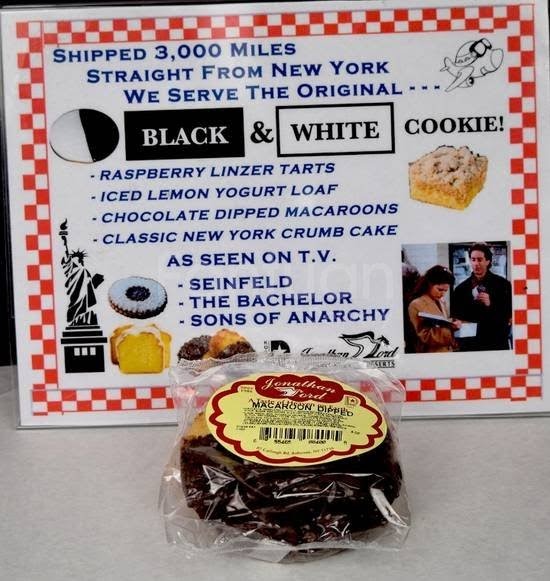 SHIPPED 3,000 MILES
STRAIGHT FROM NEW YORK
WE SERVE THE ORIGINAL - - -
BLACK & WHITE COOKIE!
- RASPBERRY LINZER TARTS
- ICED LEMON YOGURT LOAF
- CHOCOLATE DIPPED MACAROONS
- CLASSIC NEW YORK CRUMB CAKE
AS SEEN ON T.V.
- SEINFELD
- THE BACHELOR
- SONS OF ANARCHY
Jonathan Lord
Jonathan
Lord
MACAROON DIPPED